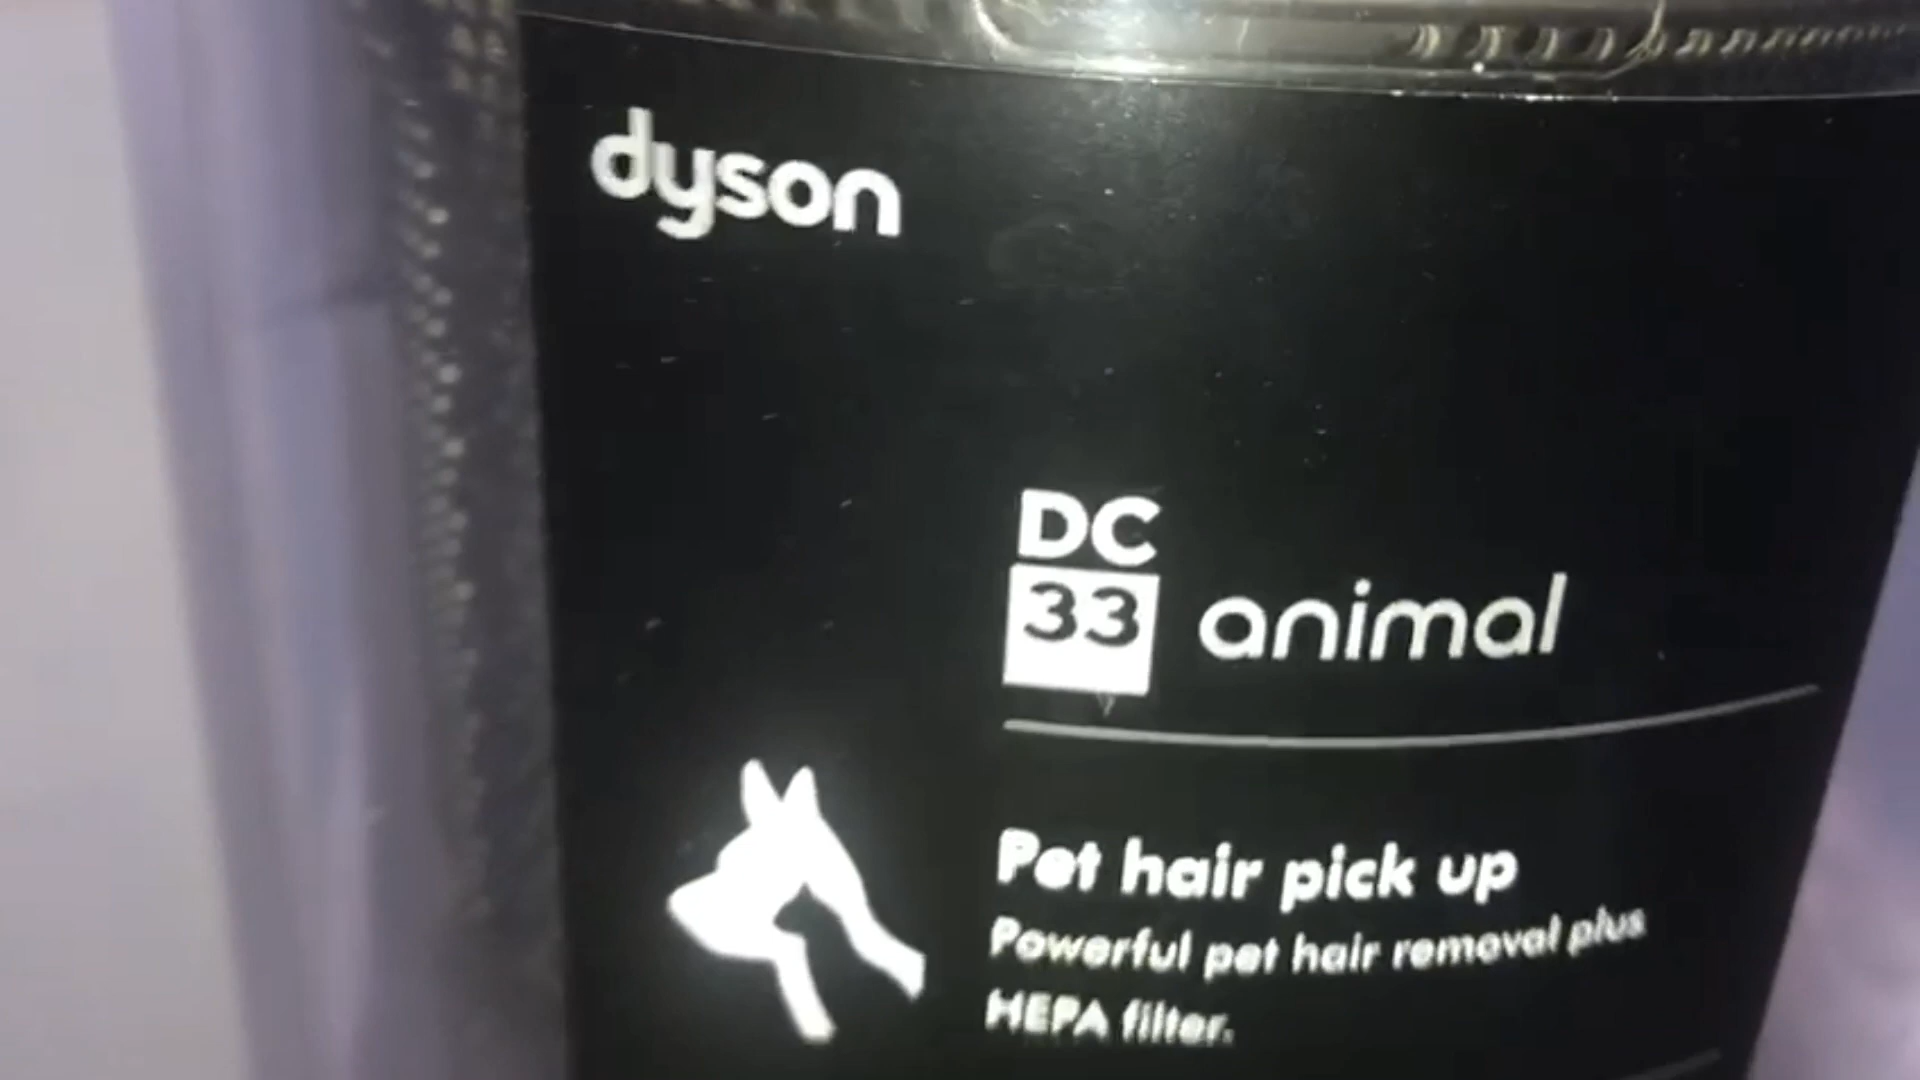 dyson
DC
33 animal
Pet hair pick up
Powerful pet hair removal plus
HEPA filter.